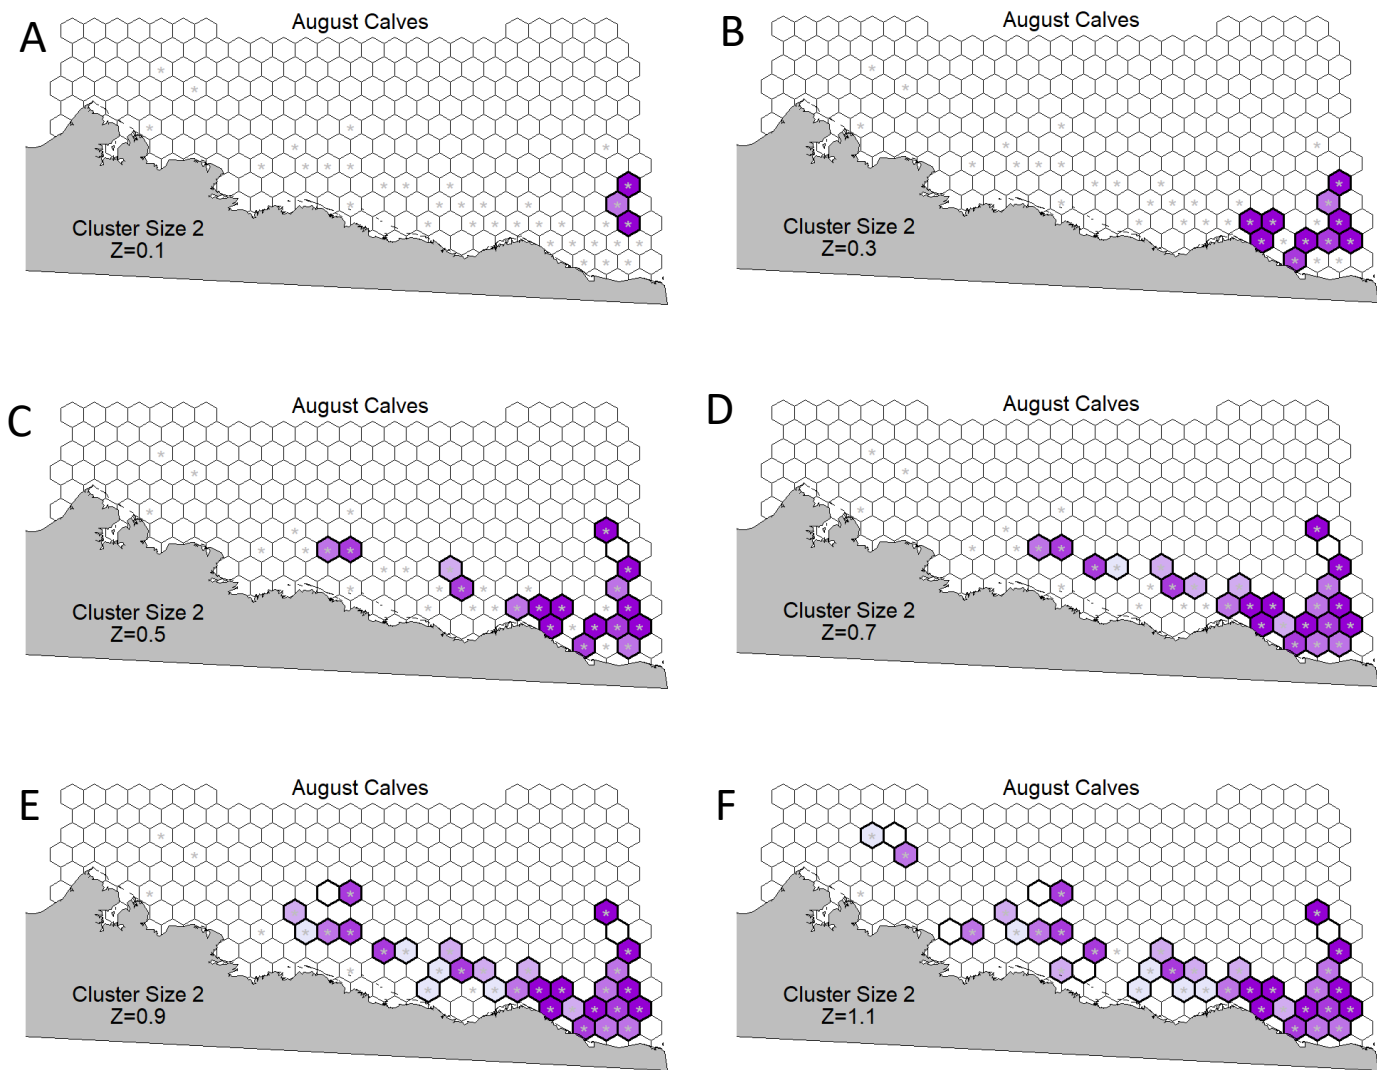 A
August Calves
Cluster Size 2
Z=0.1
B
August Calves
Cluster Size 2
Z=0.3
C
August Calves
Cluster Size 2
Z=0.5
D
August Calves
Cluster Size 2
Z=0.7
E
August Calves
Cluster Size 2
Z=0.9
F
August Calves
Cluster Size 2
Z=1.1